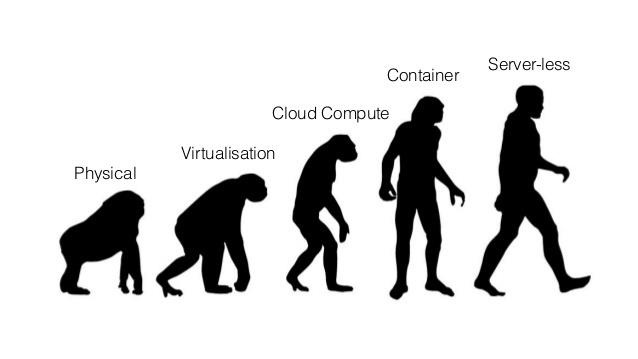 Physical
Virtualisation
Cloud Compute
Container
Server-less